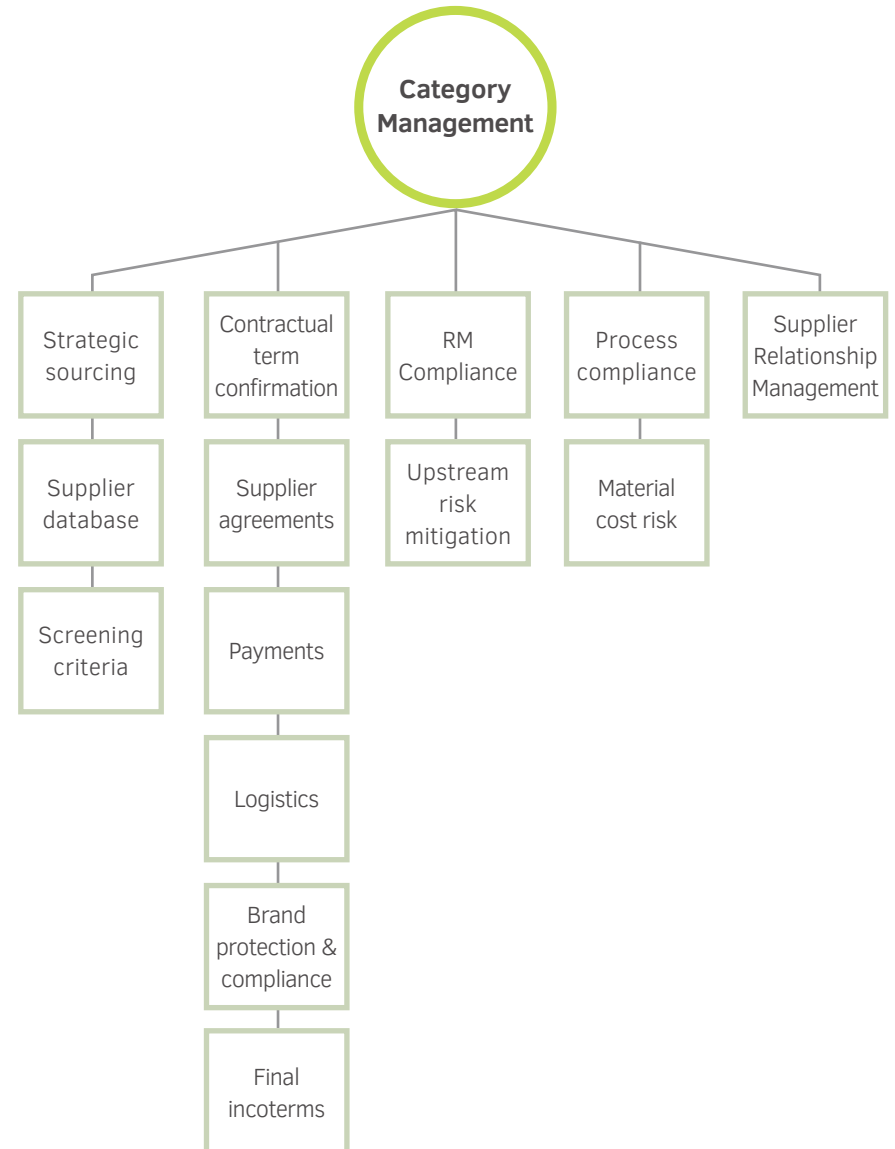 Category
Management
Strategic
sourcing
Contractual
term
confirmation
RM
Compliance
Process
compliance
Supplier
Relationship
Management
Supplier
database
Supplier
agreements
Upstream
risk
mitigation
Material
cost risk
Screening
criteria
Payments
Logistics
Brand
protection &
compliance
Final
incoterms